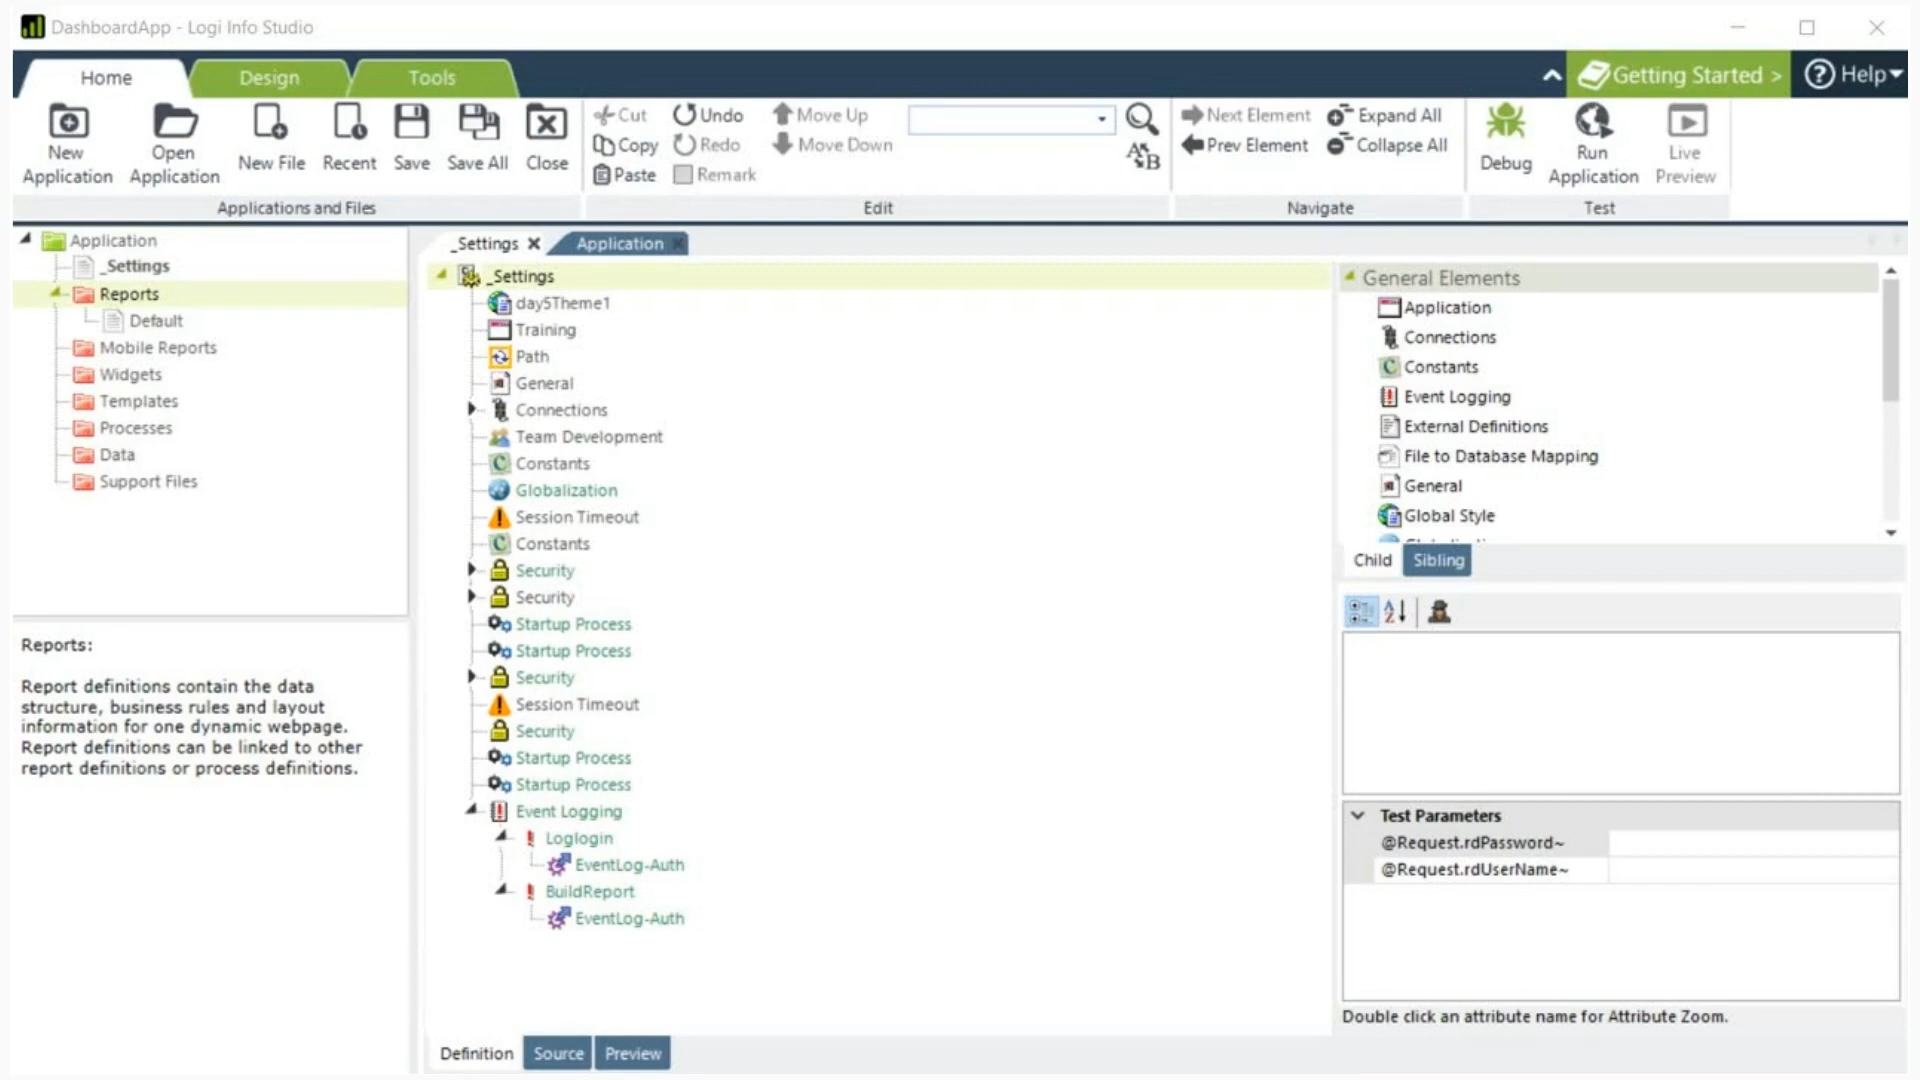 DashboardApp - Logi Info Studio
Home
Design
Tools
Getting Started >
Help
New Application
Open Application
New File
Recent
Save
Save All
Close
Cut
Copy
Paste
Undo
Redo
Remark
Move Up
Move Down
Next Element
Prev Element
Expand All
Collapse All
Debug
Run Application
Live Preview
Applications and Files
Edit
Navigate
Test
Application
_Settings
Reports
Default
Mobile Reports
Widgets
Templates
Processes
Data
Support Files
Reports:
Report definitions contain the data
structure, business rules and layout
information for one dynamic webpage.
Report definitions can be linked to other
report definitions or process definitions.
_Settings
Application
_Settings
day5Theme1
Training
Path
General
Connections
Team Development
Constants
Globalization
Session Timeout
Constants
Security
Security
Startup Process
Startup Process
Security
Session Timeout
Security
Startup Process
Startup Process
Event Logging
Loglogin
EventLog-Auth
BuildReport
EventLog-Auth
Definition
Source
Preview
General Elements
Application
Connections
Constants
Event Logging
External Definitions
File to Database Mapping
General
Global Style
Child
Sibling
Test Parameters
@Request.rdPassword~
@Request.rdUserName~
Double click an attribute name for Attribute Zoom.